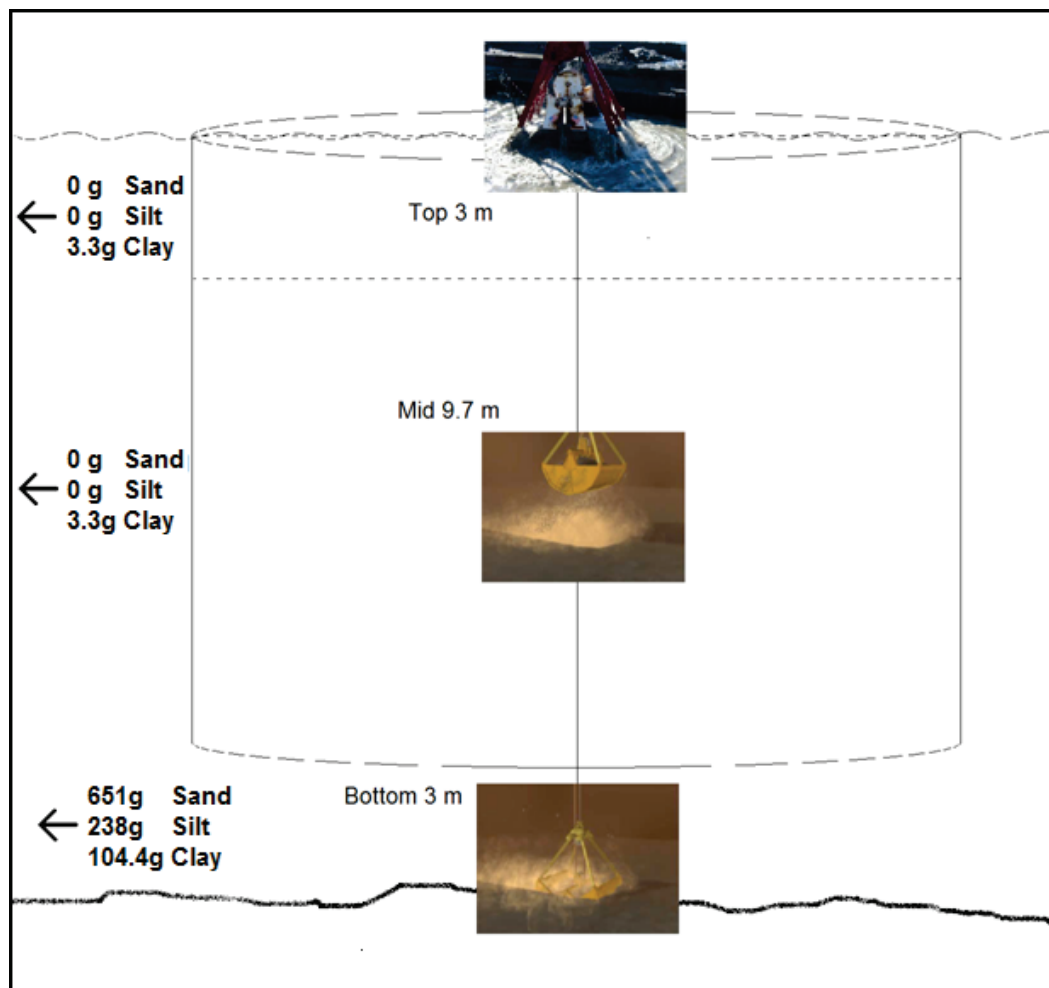 0 g Sand
0 g Silt
3.3g Clay
Top 3 m
Mid 9.7 m
0 g Sand
0 g Silt
3.3g Clay
651g Sand
238g Silt
104.4g Clay
Bottom 3 m